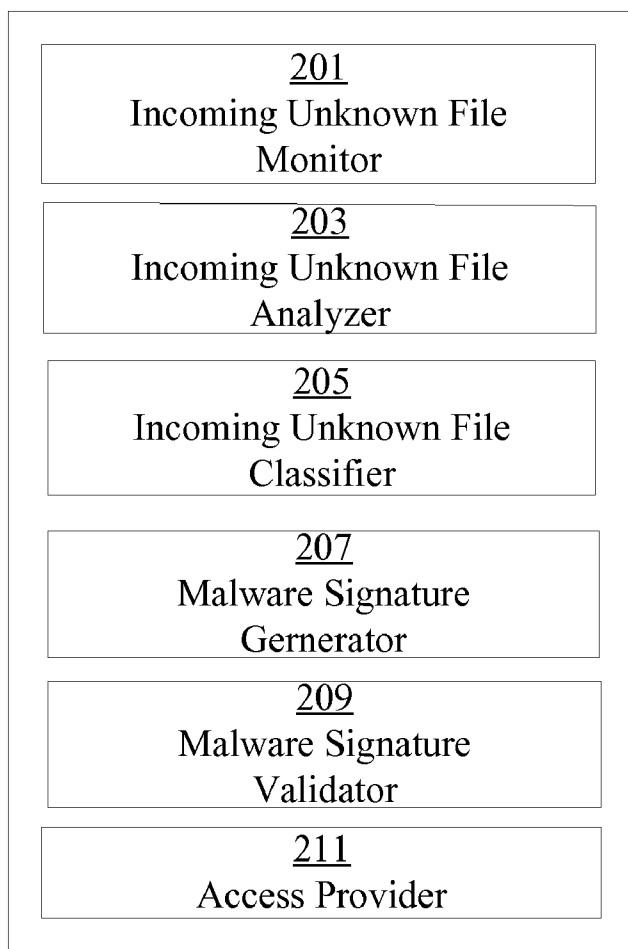 201
Incoming Unknown File
Monitor
203
Incoming Unknown File
Analyzer
205
Incoming Unknown File
Classifier
207
Malware Signature
Gernerator
209
Malware Signature
Validator
211
Access Provider